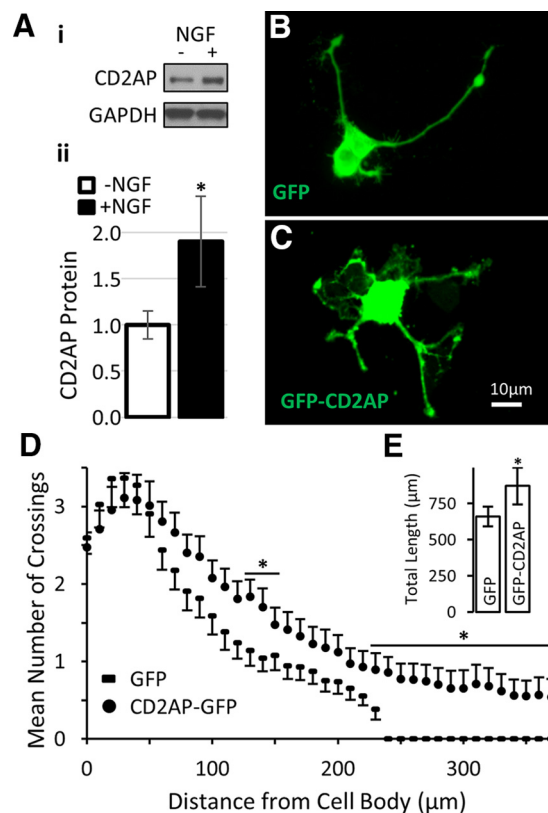 A
i
NGF
- +
CD2AP
GAPDH
ii
-NGF
+NGF
*
CD2AP Protein
2.0
1.5
1.0
0.5
0.0
B
GFP
C
GFP-CD2AP
10µm
D
Mean Number of Crossings
3
2
1
0
*
*
GFP
CD2AP-GFP
0 100 200 300
Distance from Cell Body (µm)
E
*
Total Length (µm)
750
500
250
0
GFP
GFP-CD2AP